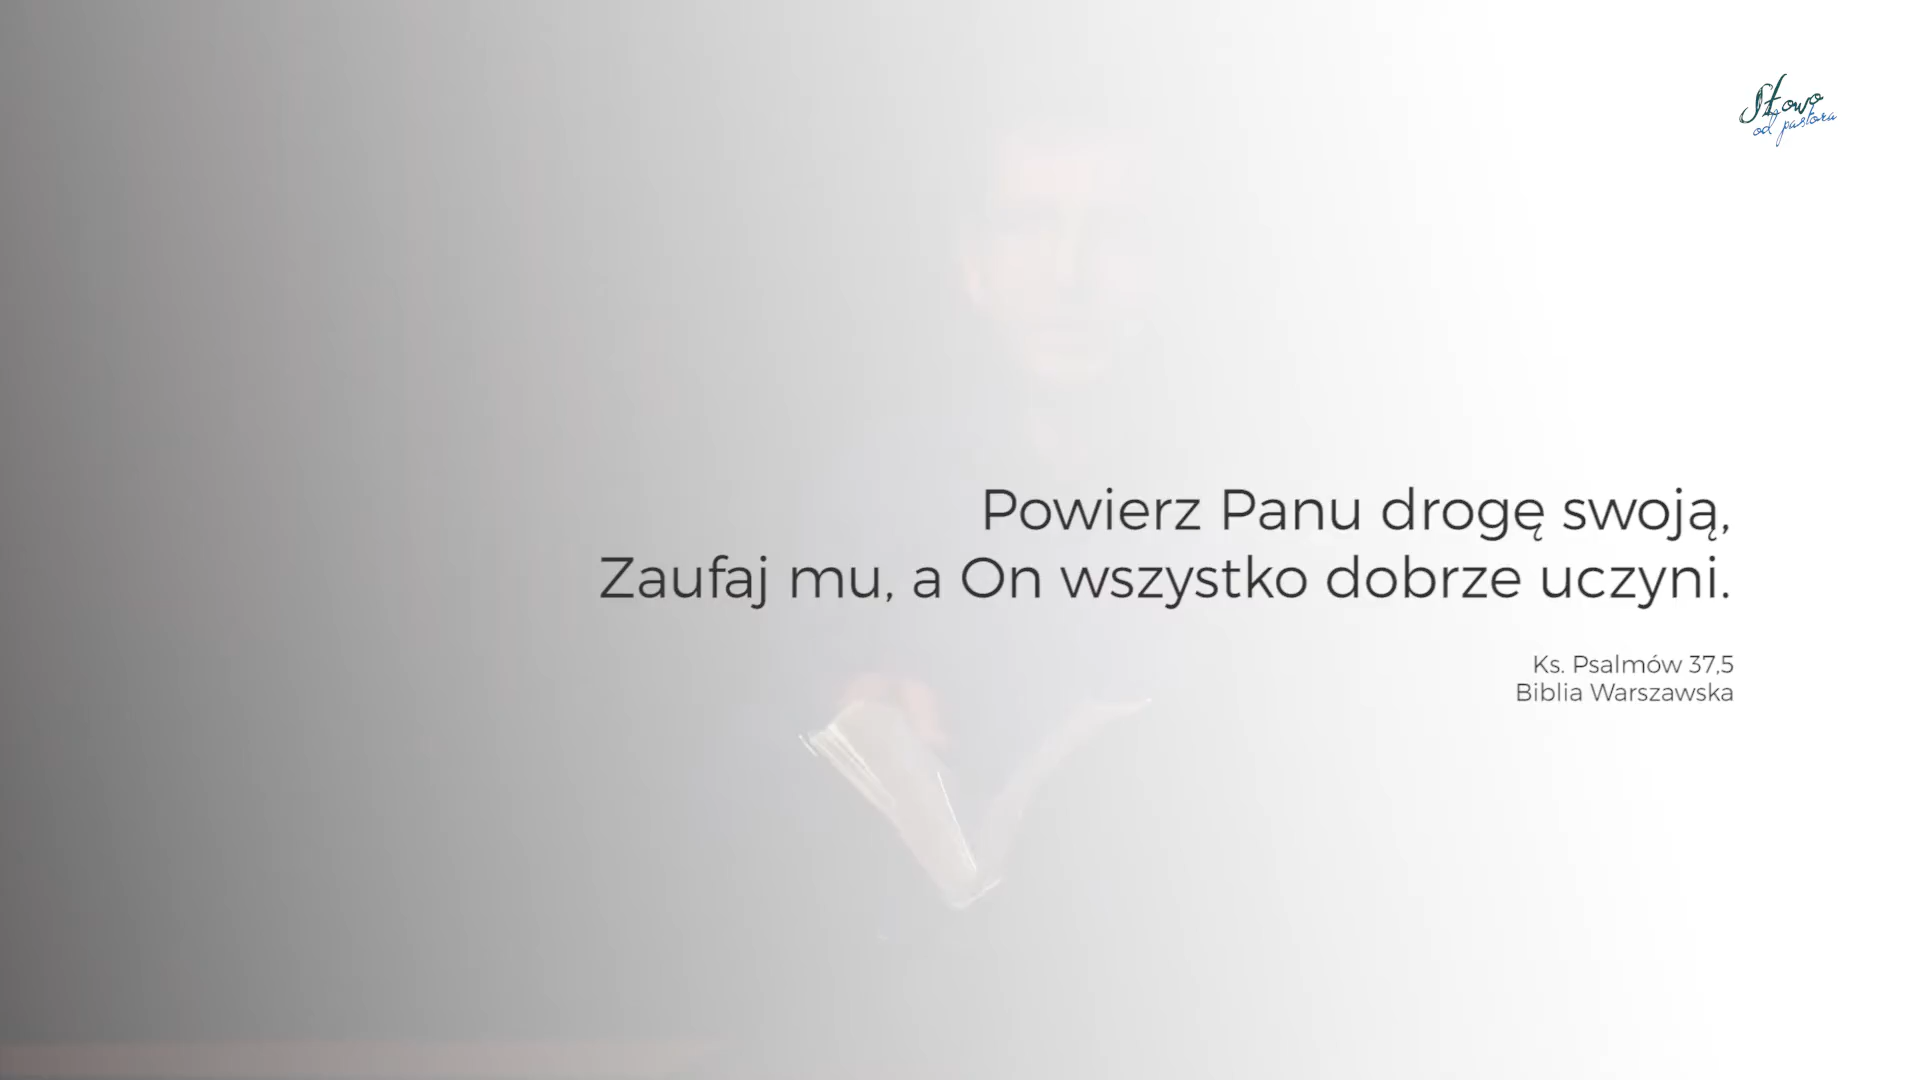 Słowo
od pastora
Powierz Panu drogę swoją,
Zaufaj mu, a On wszystko dobrze uczyni.
Ks. Psalmów 37,5
Biblia Warszawska